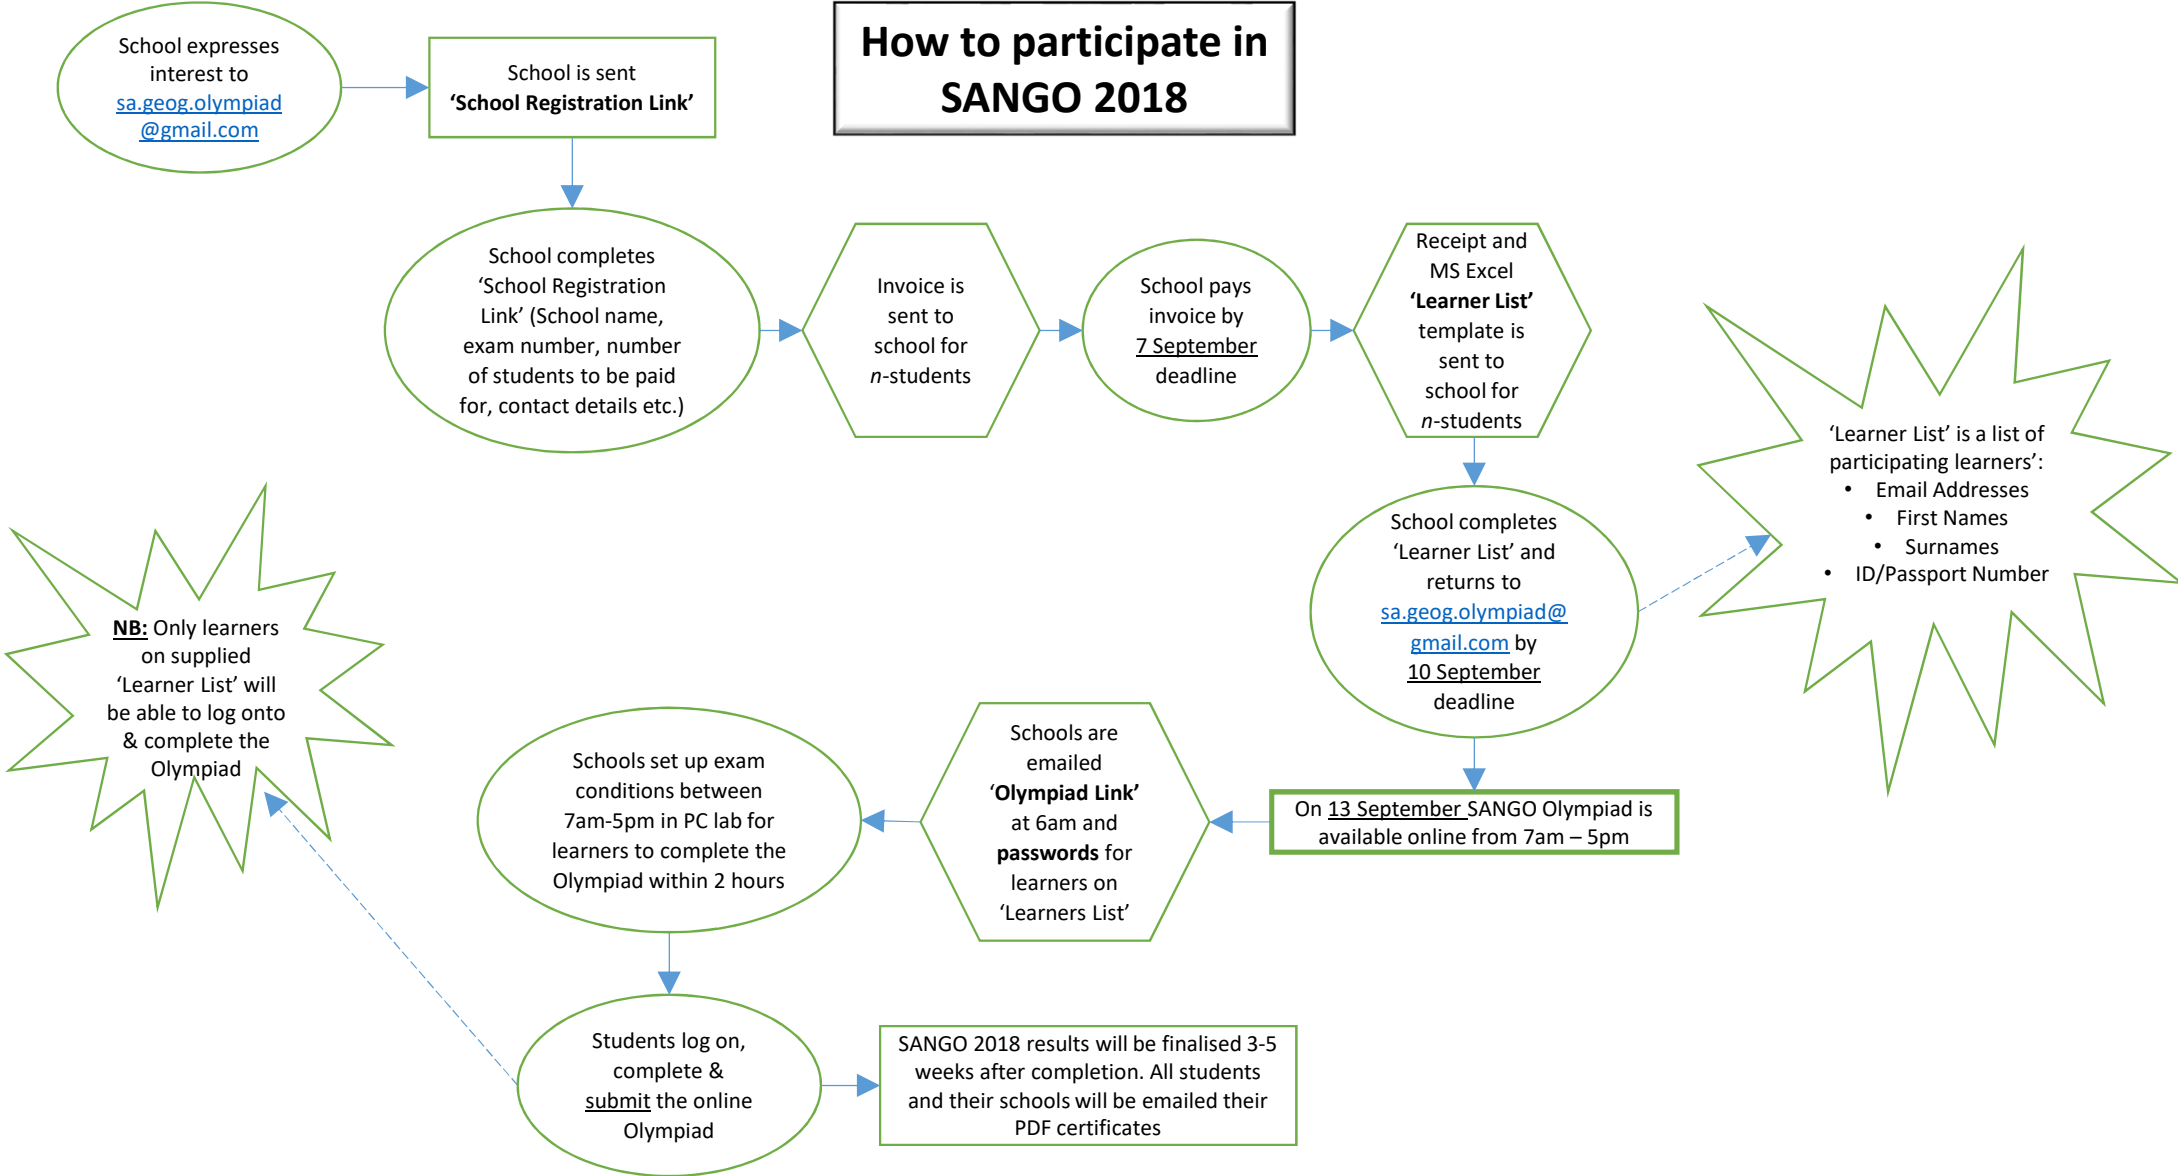 How to participate in
SANGO 2018
School expresses
interest to
sa.geog.olympiad
@gmail.com
School is sent
‘School Registration Link’
School completes
‘School Registration
Link’ (School name,
exam number, number
of students to be paid
for, contact details etc.)
Invoice is
sent to
school for
n-students
School pays
invoice by
7 September
deadline
Receipt and
MS Excel
‘Learner List’
template is
sent to
school for
n-students
School completes
‘Learner List’ and
returns to
sa.geog.olympiad@
gmail.com by
10 September
deadline
‘Learner List’ is a list of
participating learners’:
• Email Addresses
• First Names
• Surnames
• ID/Passport Number
On 13 September SANGO Olympiad is
available online from 7am – 5pm
Schools are
emailed
‘Olympiad Link’
at 6am and
passwords for
learners on
‘Learners List’
Schools set up exam
conditions between
7am-5pm in PC lab for
learners to complete the
Olympiad within 2 hours
Students log on,
complete &
submit the online
Olympiad
NB: Only learners
on supplied
‘Learner List’ will
be able to log onto
& complete the
Olympiad
SANGO 2018 results will be finalised 3-5
weeks after completion. All students
and their schools will be emailed their
PDF certificates